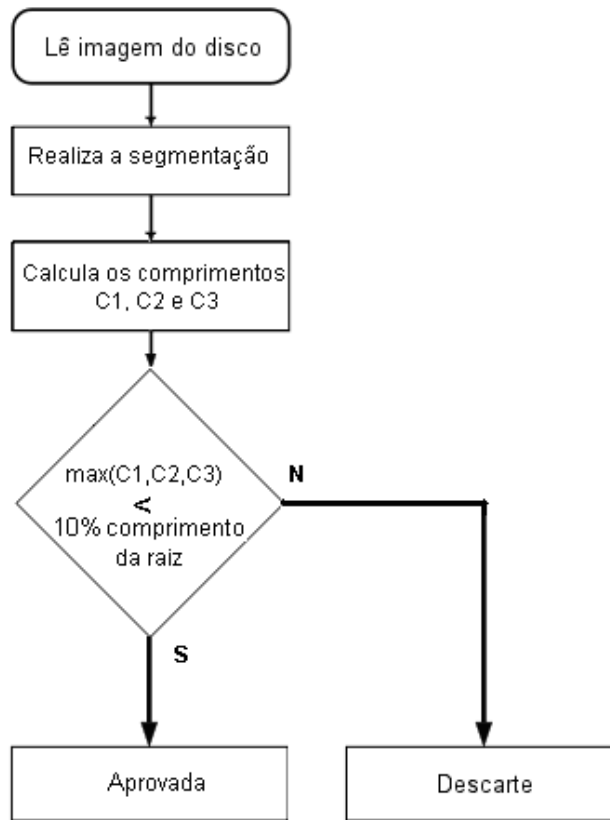 Lê imagem do disco
Realiza a segmentação
Calcula os comprimentos
C1, C2 e C3
max(C1,C2,C3)
<
10% comprimento
da raiz
N
S
Aprovada
Descarte